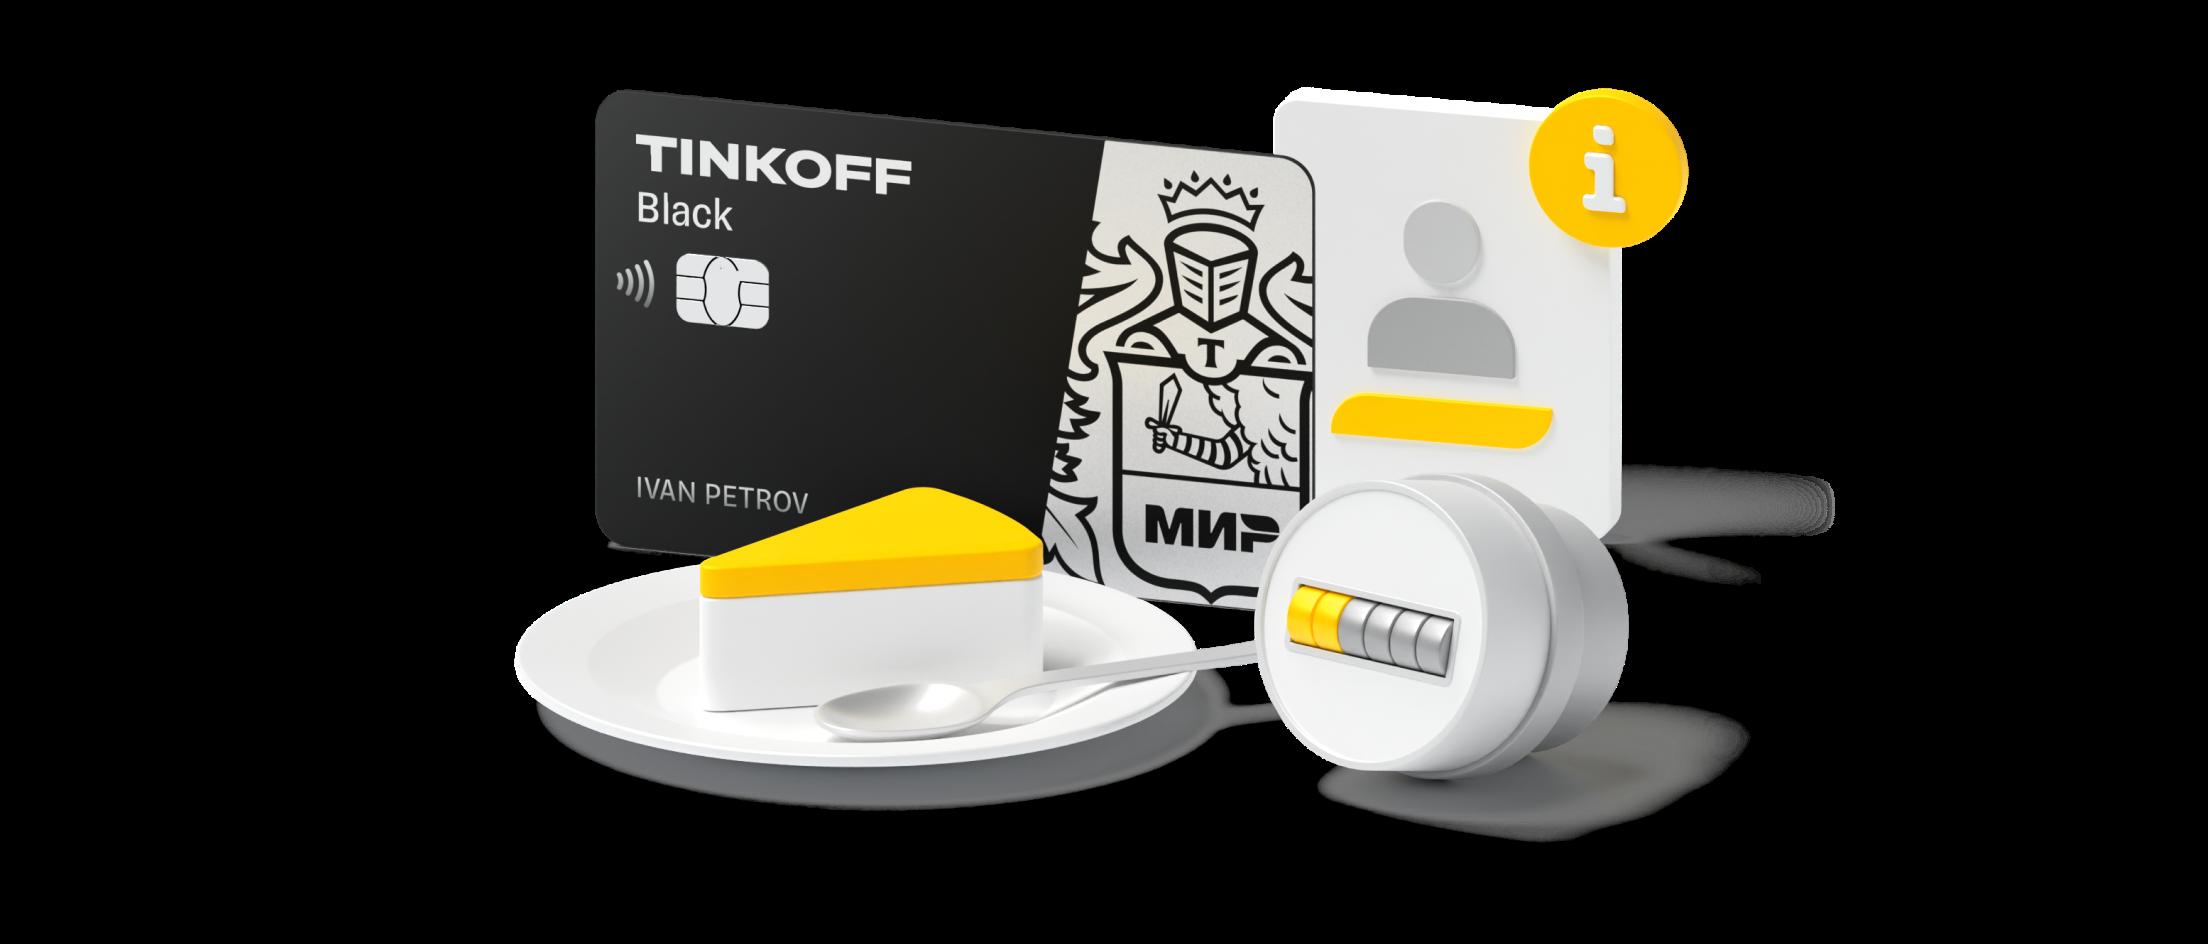 TINKOFF
Black
IVAN PETROV
T
МИР
i